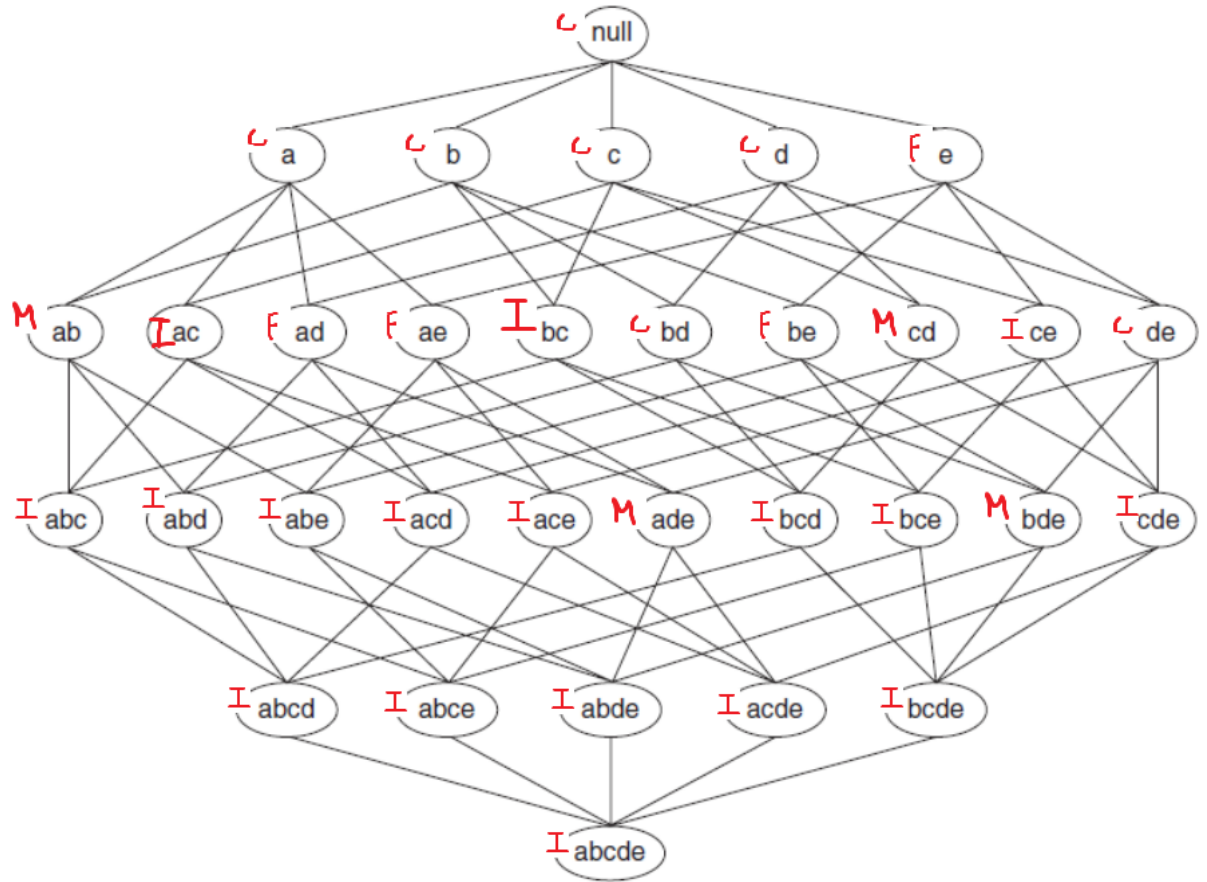 C null
C a C b C c C d F e
M ab I ac F ad F ae I bc C bd F be M cd I ce C de
I abc I abd I abe I acd I ace M ade I bcd I bce M bde I cde
I abcd I abce I abde I acde I bcde
I abcde